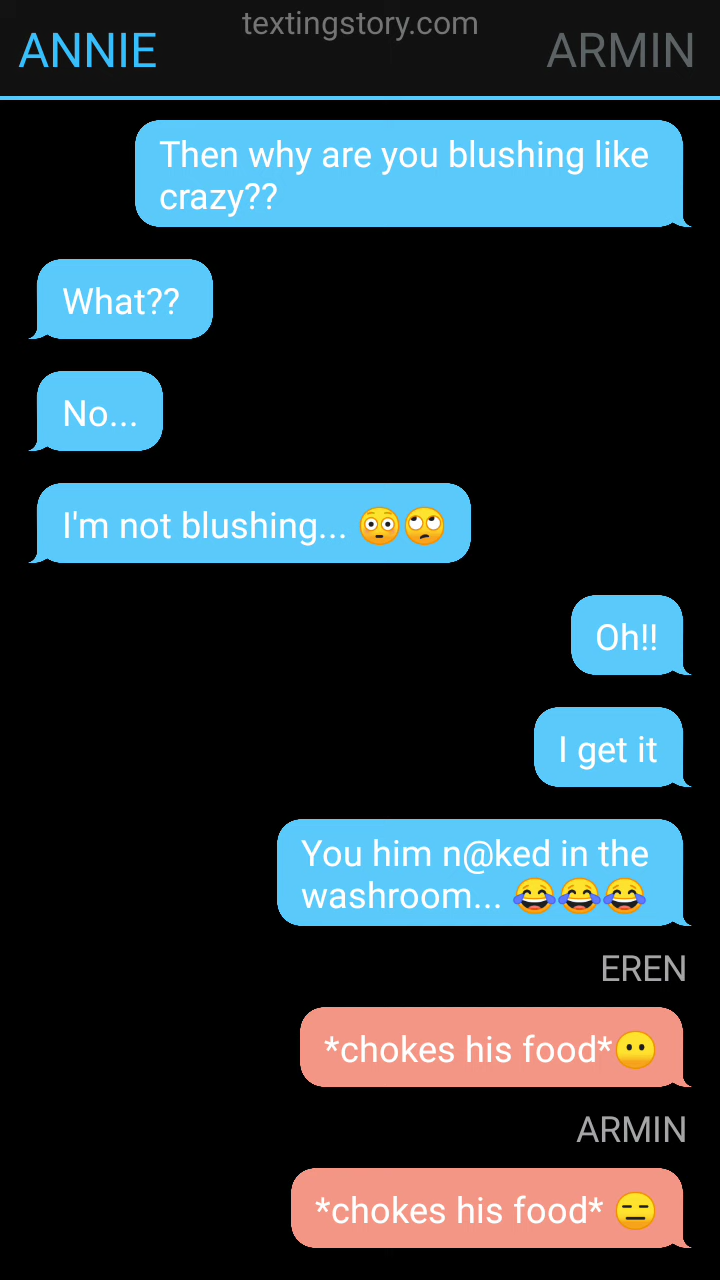 textingstory.com
ANNIE
ARMIN
Then why are you blushing like
crazy??
What??
No...
I'm not blushing... 😳🙄
Oh!!
I get it
You him n@ked in the
washroom... 😂😂😂
EREN
*chokes his food*😶
ARMIN
*chokes his food* 😑